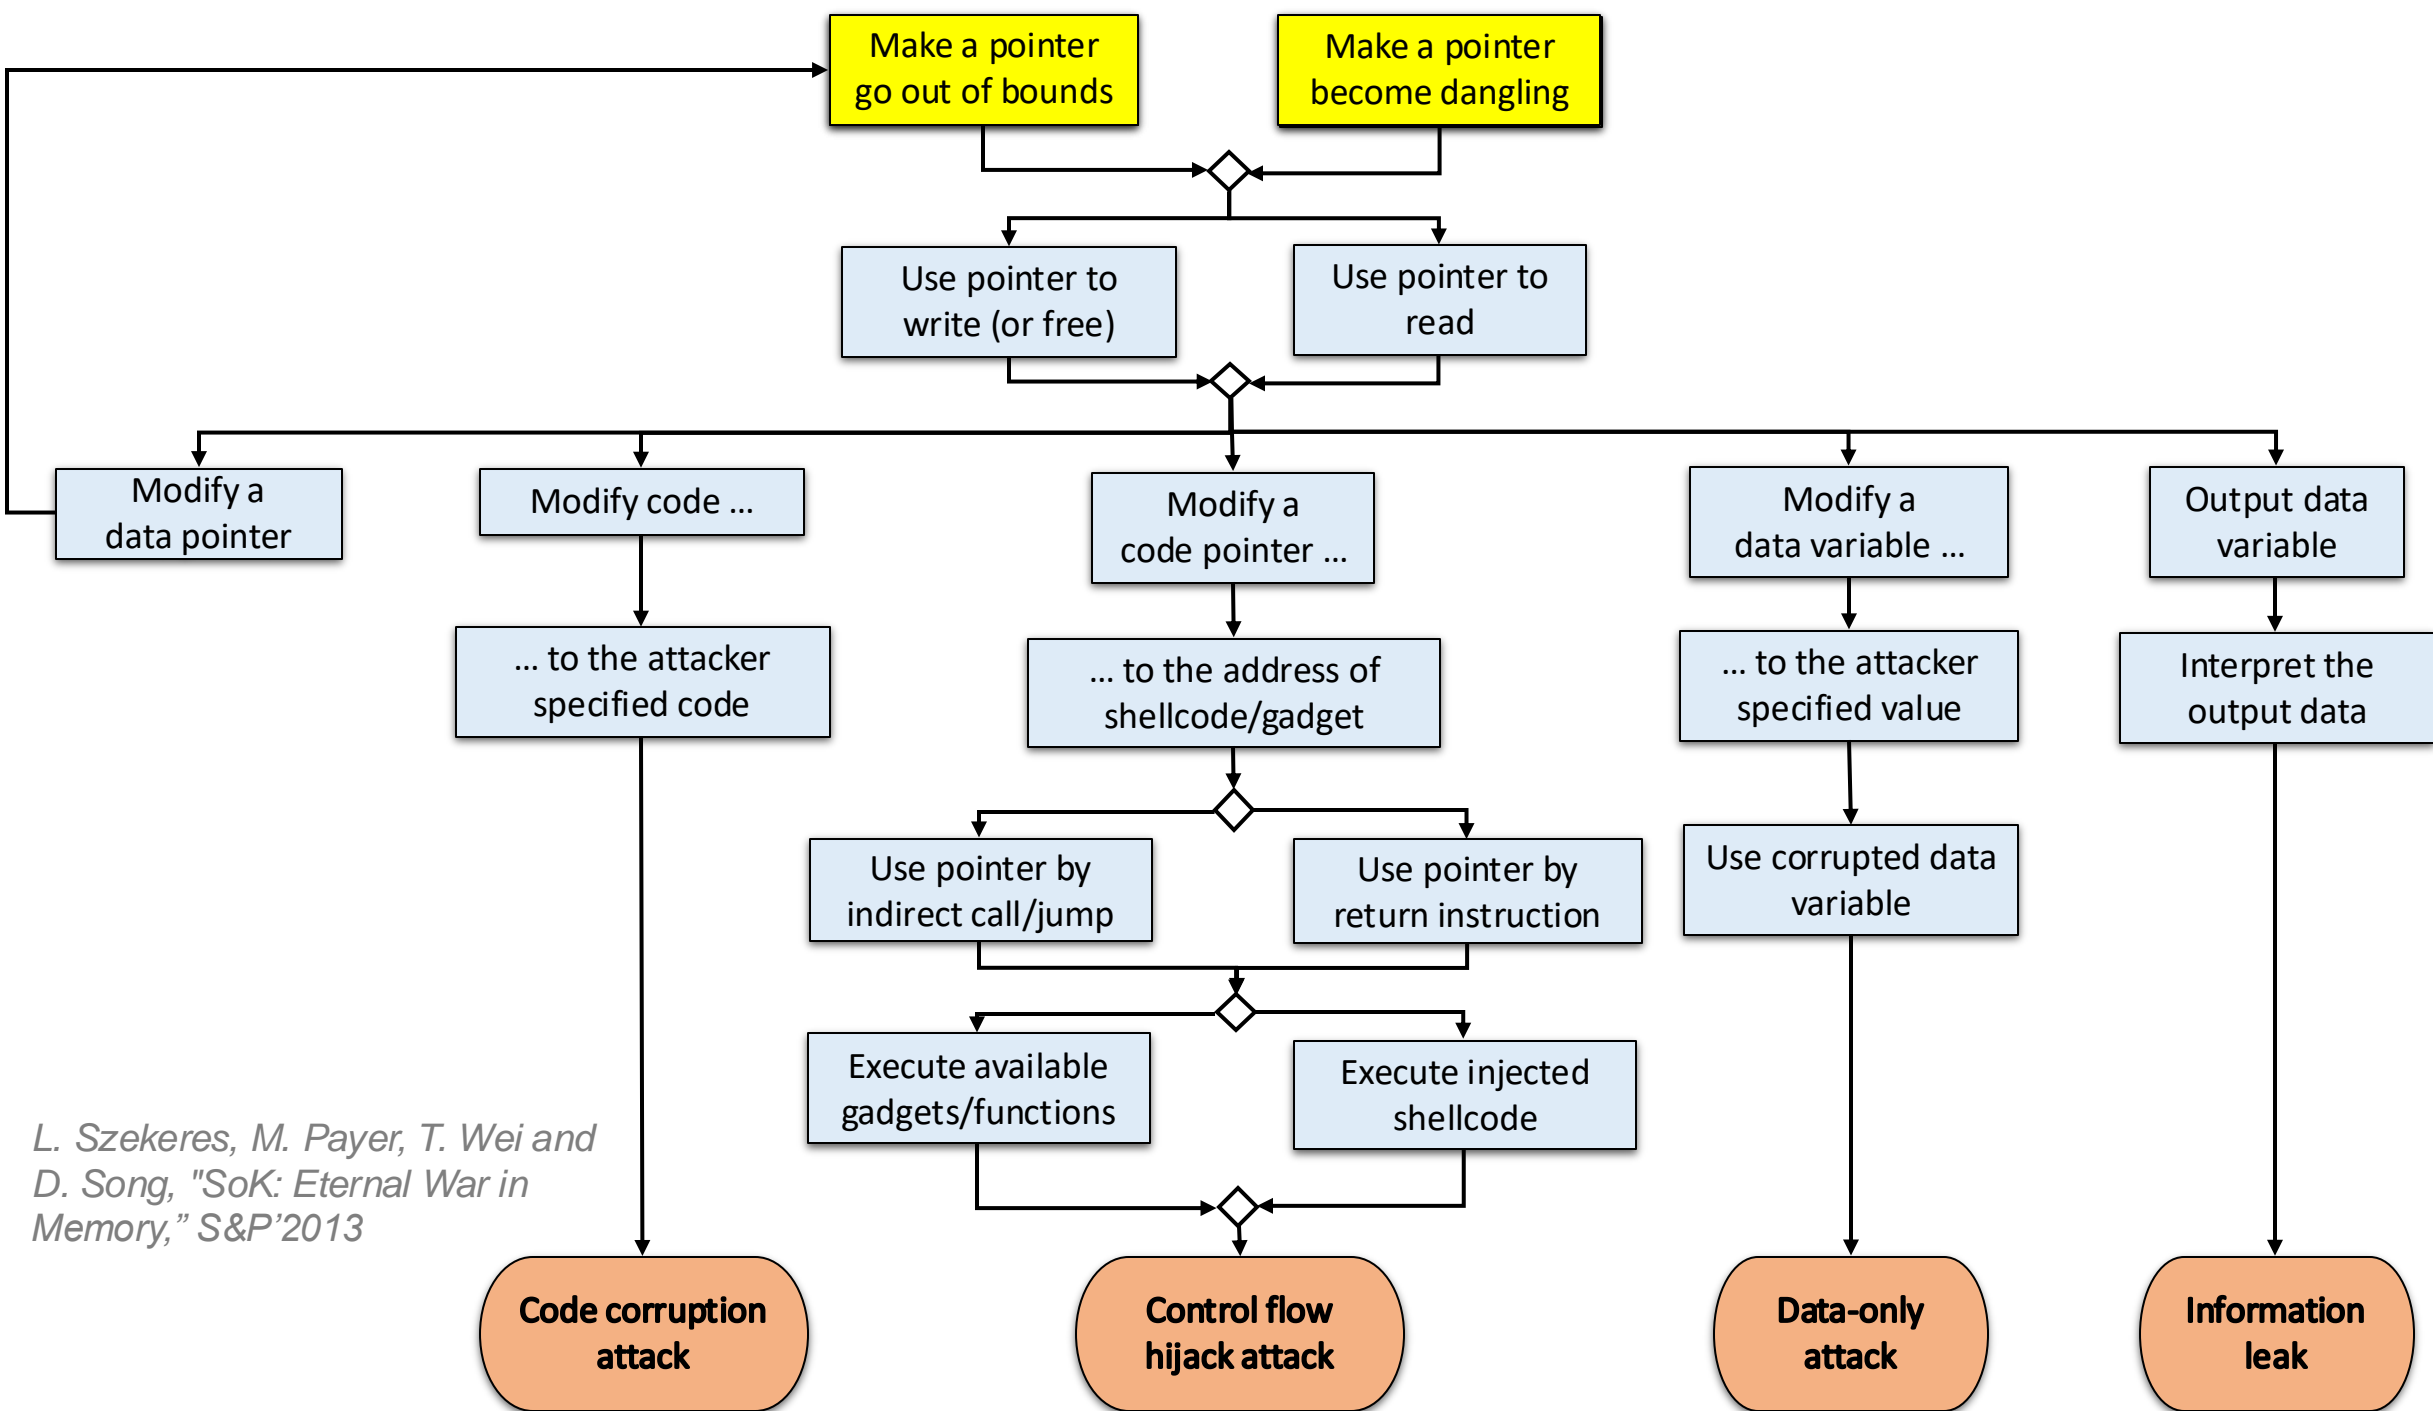 Make a pointer
go out of bounds
Make a pointer
become dangling
Use pointer to
write (or free)
Use pointer to
read
Modify a
data pointer
Modify code ...
Modify a
code pointer ...
Modify a
data variable ...
Output data
variable
... to the attacker
specified code
... to the address of
shellcode/gadget
... to the attacker
specified value
Interpret the
output data
Use pointer by
indirect call/jump
Use pointer by
return instruction
Use corrupted data
variable
Execute available
gadgets/functions
Execute injected
shellcode
L. Szekeres, M. Payer, T. Wei and
D. Song, "SoK: Eternal War in
Memory,” S&P’2013
Code corruption
attack
Control flow
hijack attack
Data-only
attack
Information
leak